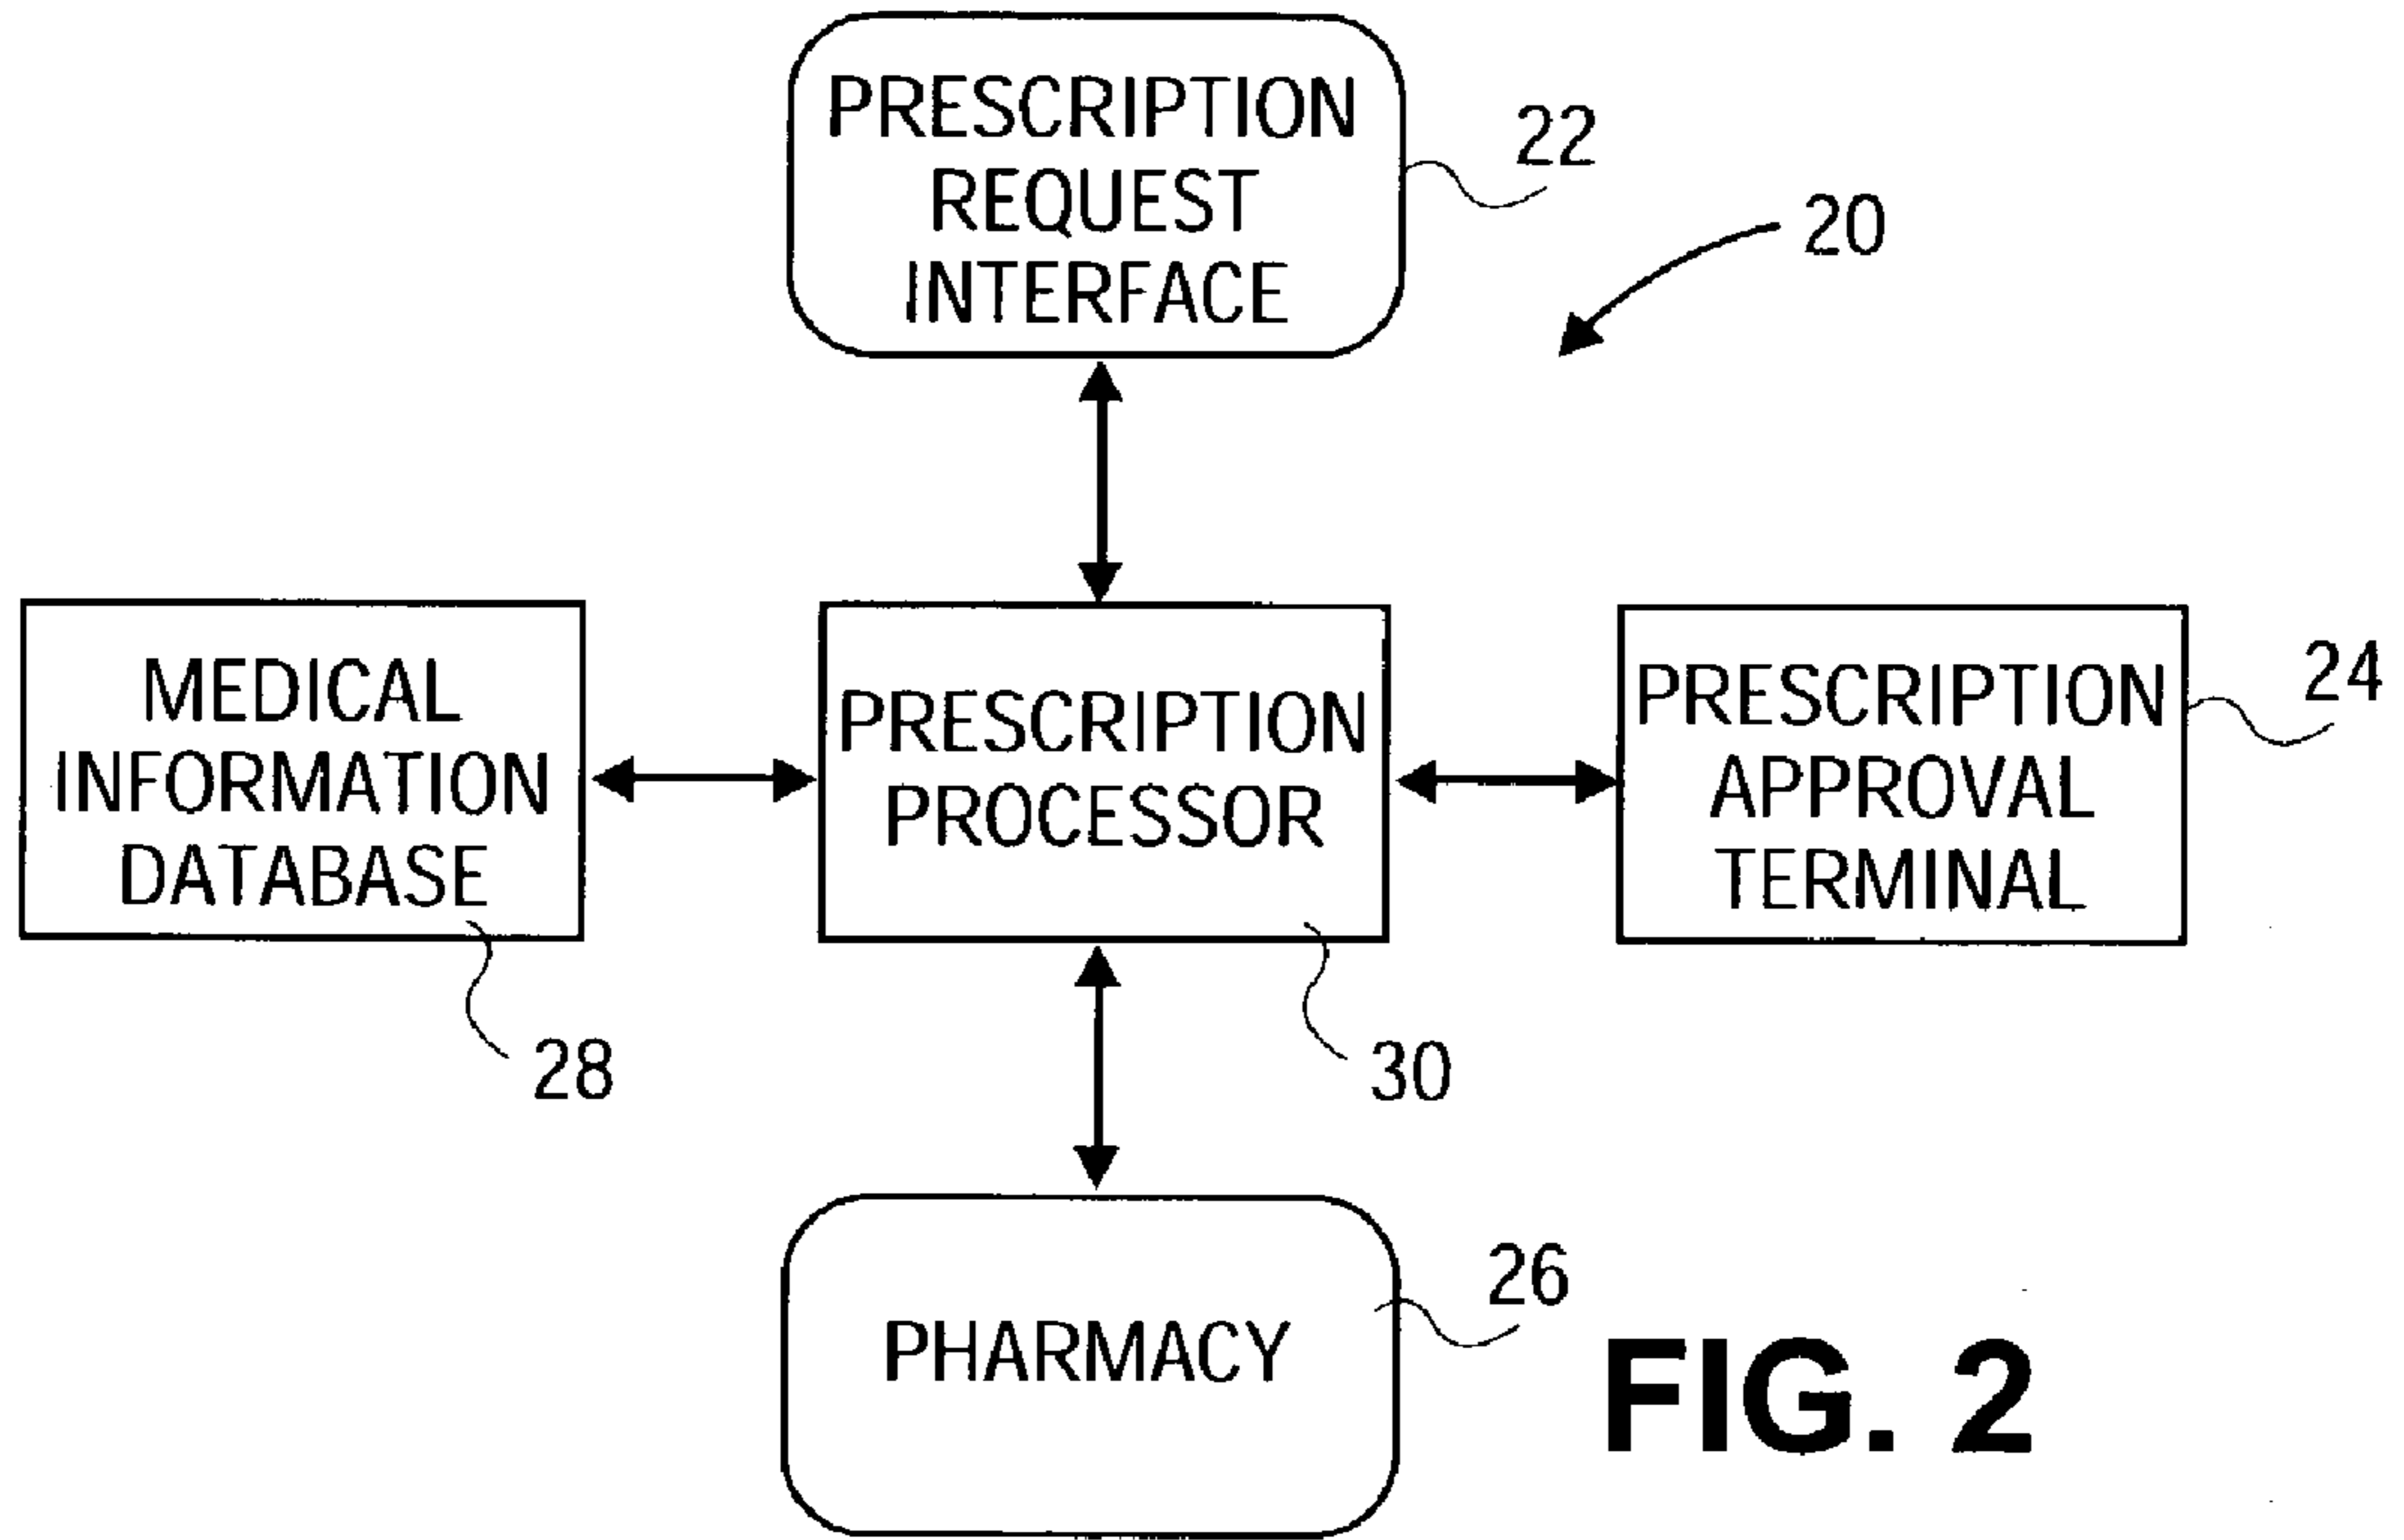 PRESCRIPTION
REQUEST
INTERFACE
22
20
MEDICAL
INFORMATION
DATABASE
28
PRESCRIPTION
PROCESSOR
30
PRESCRIPTION
APPROVAL
TERMINAL
24
PHARMACY
26
FIG. 2